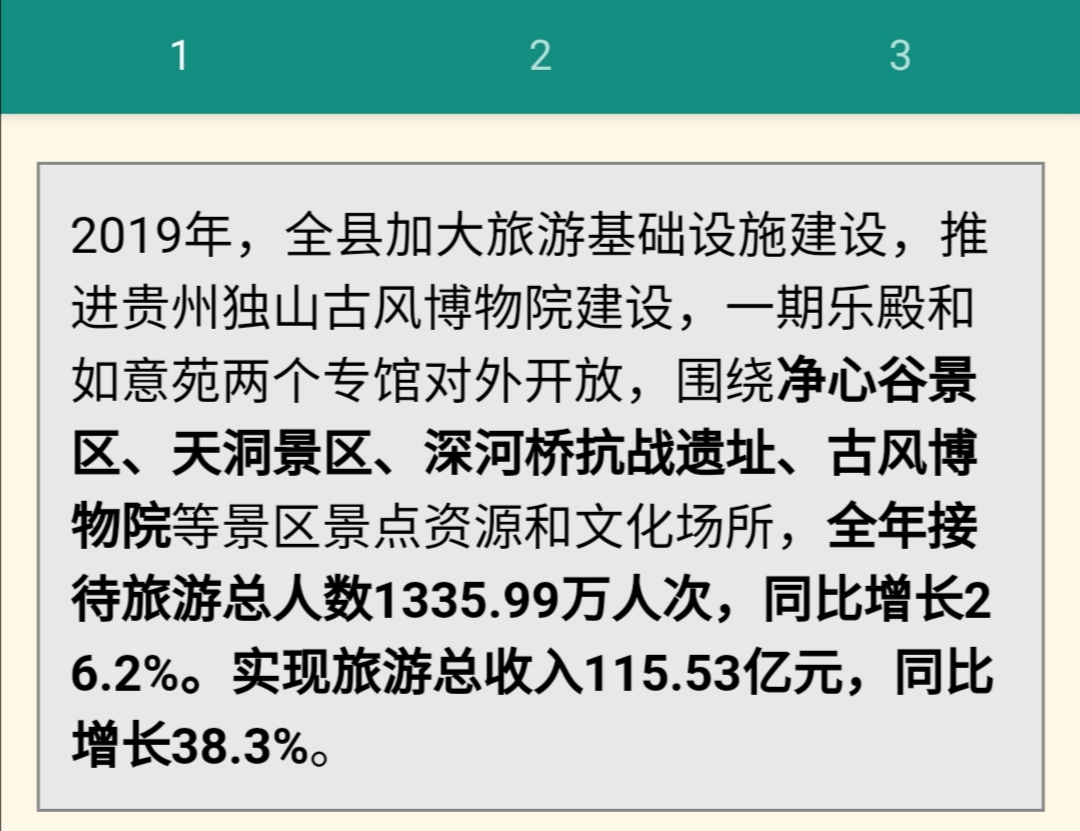 1 2 3
2019年，全县加大旅游基础设施建设，推
进贵州独山古风博物院建设，一期乐殿和
如意苑两个专馆对外开放，围绕净心谷景
区、天洞景区、深河桥抗战遗址、古风博
物院等景区景点资源和文化场所，全年接
待旅游总人数1335.99万人次，同比增长2
6.2%。实现旅游总收入115.53亿元，同比
增长38.3%。